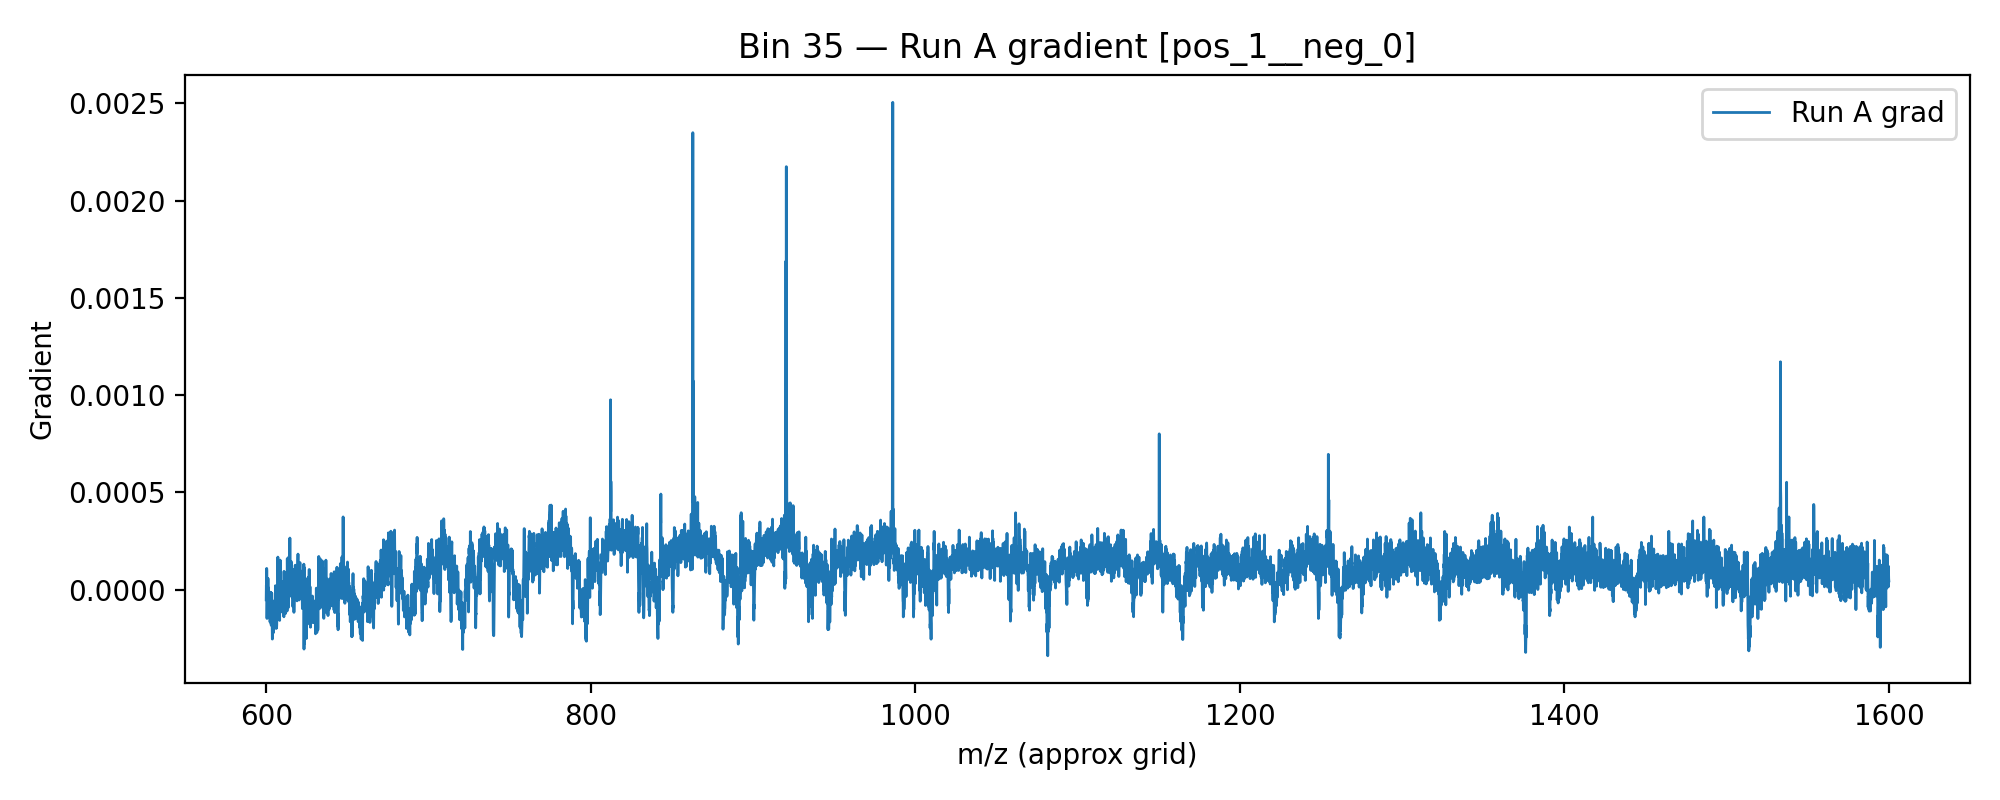 Bin 35 — Run A gradient [pos_1__neg_0]
Run A grad
Gradient
0.0025
0.0020
0.0015
0.0010
0.0005
0.0000
600 800 1000 1200 1400 1600
m/z (approx grid)